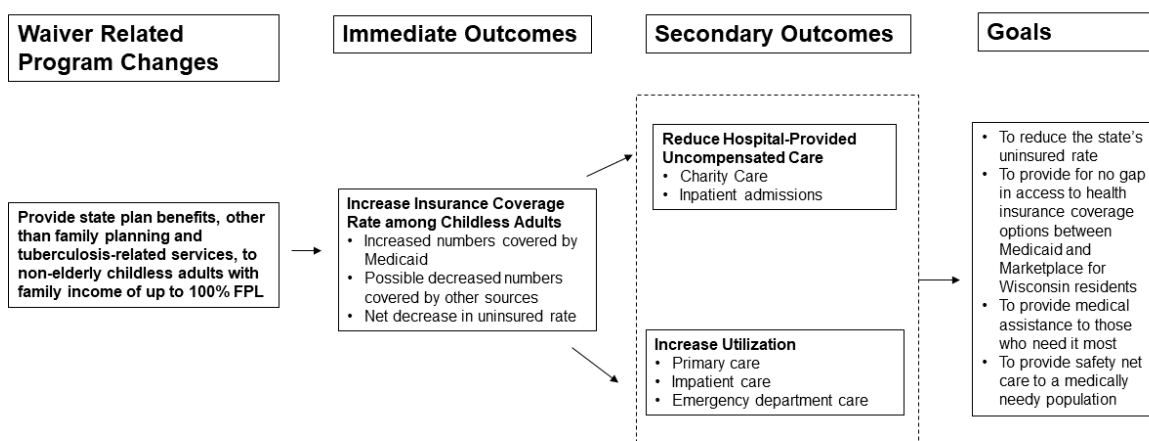 Waiver Related
Program Changes
Immediate Outcomes
Secondary Outcomes
Goals
Provide state plan benefits, other
than family planning and
tuberculosis-related services, to
non-elderly childless adults with
family income of up to 100% FPL
Increase Insurance Coverage
Rate among Childless Adults
• Increased numbers covered by
Medicaid
• Possible decreased numbers
covered by other sources
• Net decrease in uninsured rate
Reduce Hospital-Provided
Uncompensated Care
• Charity Care
• Inpatient admissions
Increase Utilization
• Primary care
• Impatient care
• Emergency department care
• To reduce the state's
uninsured rate
• To provide for no gap
in access to health
insurance coverage
options between
Medicaid and
Marketplace for
Wisconsin residents
• To provide medical
assistance to those
who need it most
• To provide safety net
care to a medically
needy population